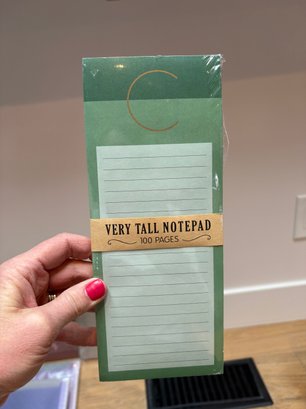 C
VERY TALL NOTEPAD
100 PAGES